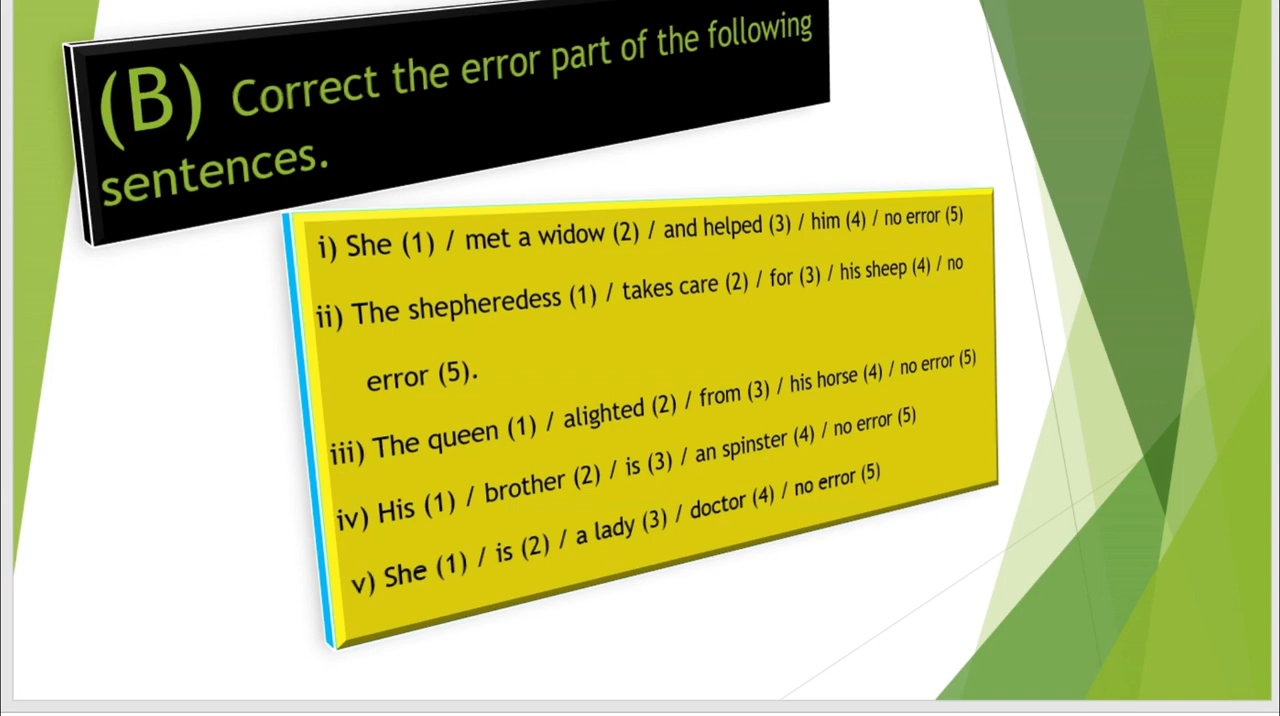 (B) Correct the error part of the following
sentences.
i) She (1) / met a widow (2) / and helped (3) / him (4) / no error (5)
ii) The shepheredess (1) / takes care (2) / for (3) / his sheep (4) / no
error (5).
iii) The queen (1) / alighted (2) / from (3) / his horse (4) / no error (5)
iv) His (1) / brother (2) / is (3) / an spinster (4) / no error (5)
v) She (1) / is (2) / a lady (3) / doctor (4) / no error (5)